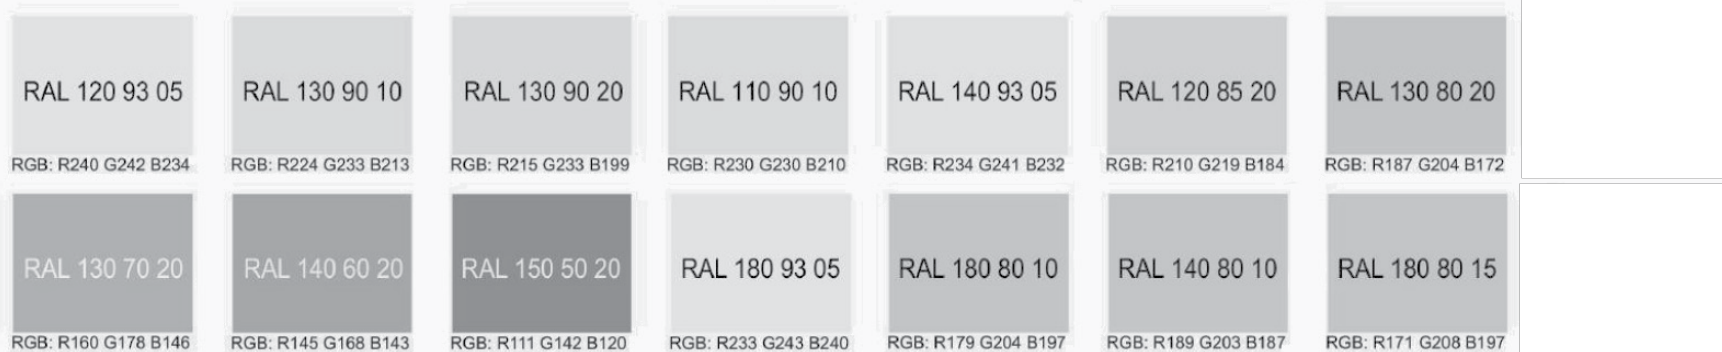 RAL 120 93 05 RAL 130 90 10 RAL 130 90 20 RAL 110 90 10 RAL 140 93 05 RAL 120 85 20 RAL 130 80 20
RGB: R240 G242 B234 RGB: R224 G233 B213 RGB: R215 G233 B199 RGB: R230 G230 B210 RGB: R234 G241 B232 RGB: R210 G219 B184 RGB: R187 G204 B172
RAL 130 70 20 RAL 140 60 20 RAL 150 50 20 RAL 180 93 05 RAL 180 80 10 RAL 140 80 10 RAL 180 80 15
RGB: R160 G178 B146 RGB: R145 G168 B143 RGB: R111 G142 B120 RGB: R233 G243 B240 RGB: R179 G204 B197 RGB: R189 G203 B187 RGB: R171 G208 B197